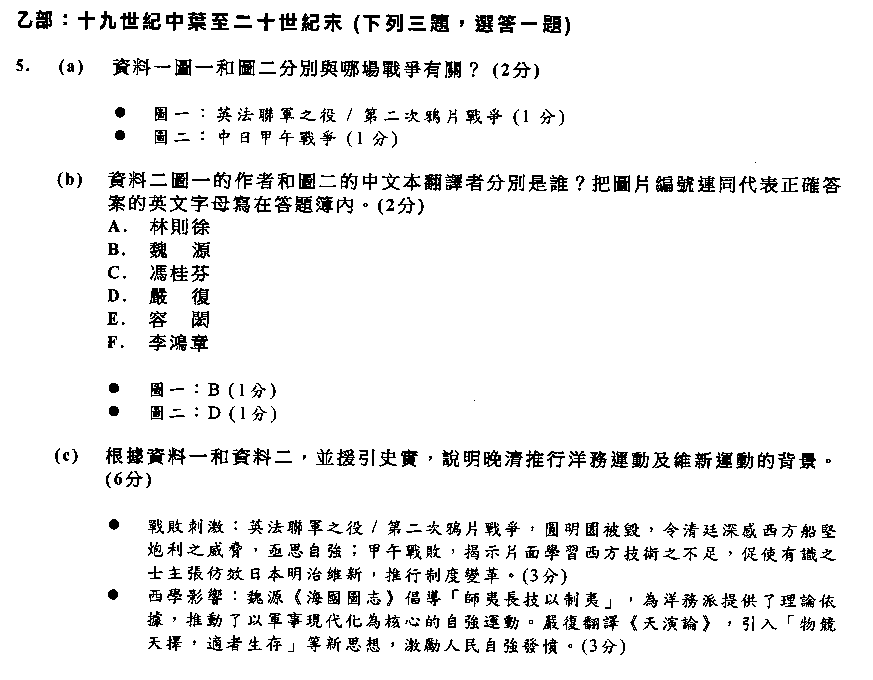 乙部：十九世紀中葉至二十世紀末 (下列三題，選答一題)
5. (a) 資料一圖一和圖二分別與哪場戰爭有關？ (2分)
● 圖一：英法聯軍之役 / 第二次鴉片戰爭 (1 分)
● 圖二：中日甲午戰爭 (1 分)
(b) 資料二圖一的作者和圖二的中文本翻譯者分別是誰？把圖片編號連同代表正確答
案的英文字母寫在答題簿內。(2分)
A. 林則徐
B. 魏 源
C. 馮桂芬
D. 嚴 復
E. 容 閎
F. 李鴻章
● 圖一：B (1分)
● 圖二：D (1分)
(c) 根據資料一和資料二，並援引史實，說明晚清推行洋務運動及維新運動的背景。
(6分)
● 戰敗刺激：英法聯軍之役 / 第二次鴉片戰爭，圓明園被毀，令清廷深感西方船堅
炮利之威脅，亟思自強；甲午戰敗，揭示片面學習西方技術之不足，促使有識之
士主張仿效日本明治維新，推行制度變革。(3分)
● 西學影響：魏源《海國圖志》倡導「師夷長技以制夷」，為洋務派提供了理論依
據，推動了以軍事現代化為核心的自強運動。嚴復翻譯《天演論》，引入「物競
天擇，適者生存」等新思想，激勵人民自強發憤。(3分)